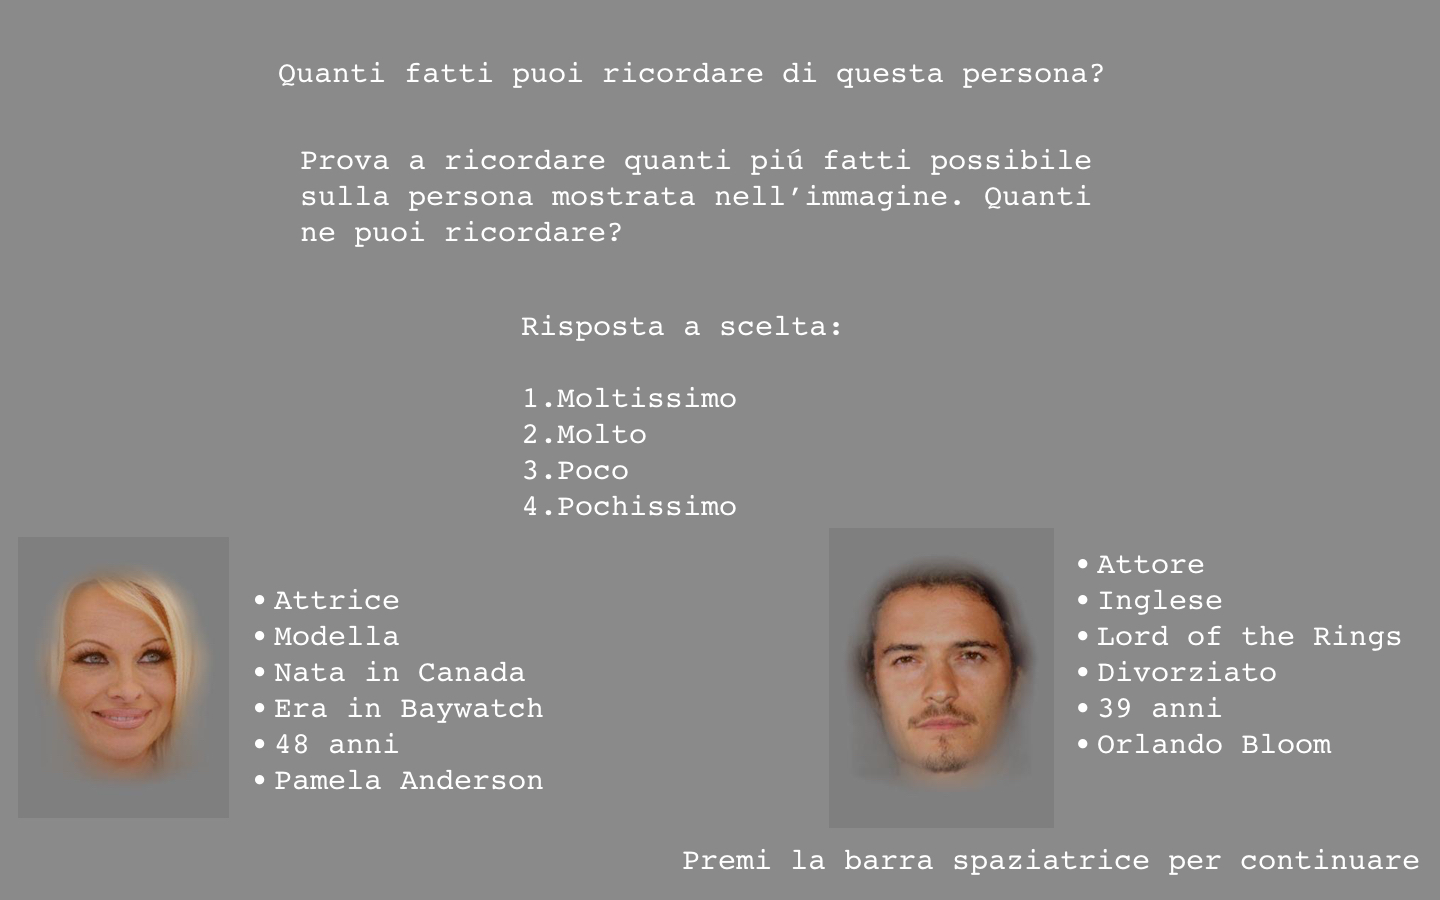 Quanti fatti puoi ricordare di questa persona?
Prova a ricordare quanti piú fatti possibile
sulla persona mostrata nell’immagine. Quanti
ne puoi ricordare?
Risposta a scelta:
1.Moltissimo
2.Molto
3.Poco
4.Pochissimo
•Attrice
•Modella
•Nata in Canada
•Era in Baywatch
•48 anni
•Pamela Anderson
•Attore
•Inglese
•Lord of the Rings
•Divorziato
•39 anni
•Orlando Bloom
Premi la barra spaziatrice per continuare